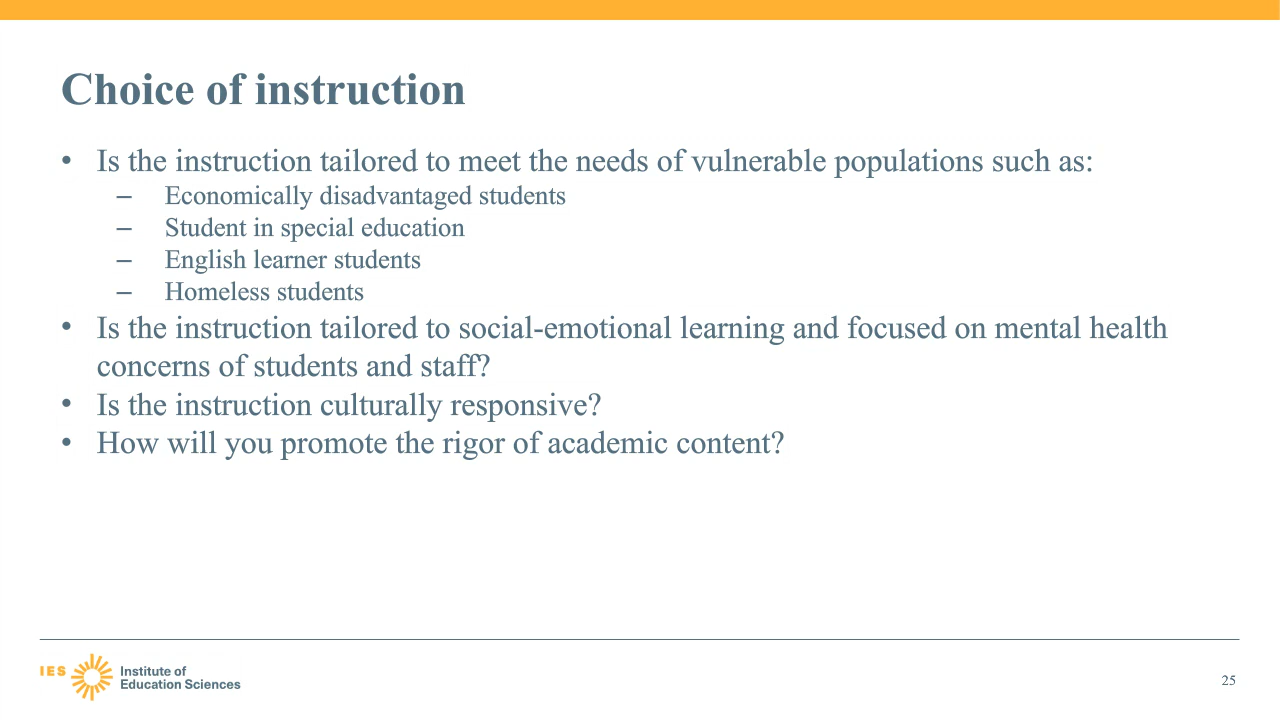 Choice of instruction
• Is the instruction tailored to meet the needs of vulnerable populations such as:
– Economically disadvantaged students
– Student in special education
– English learner students
– Homeless students
• Is the instruction tailored to social-emotional learning and focused on mental health
concerns of students and staff?
• Is the instruction culturally responsive?
• How will you promote the rigor of academic content?
IES
Institute of
Education Sciences
25